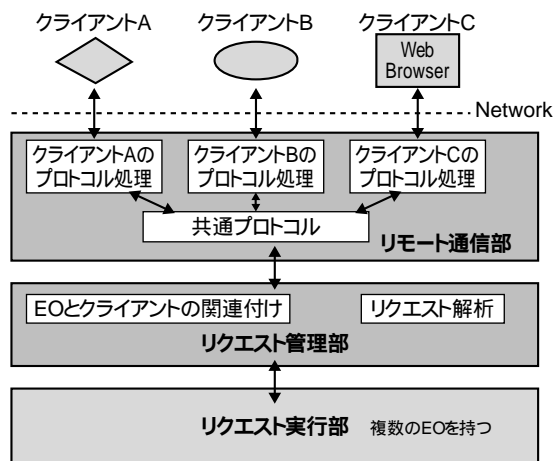 クライアントA
クライアントB
クライアントC
Web
Browser
Network
クライアントAの
プロトコル処理
クライアントBの
プロトコル処理
クライアントCの
プロトコル処理
共通プロトコル
リモート通信部
EOとクライアントの関連付け
リクエスト解析
リクエスト管理部
リクエスト実行部 複数のEOを持つ